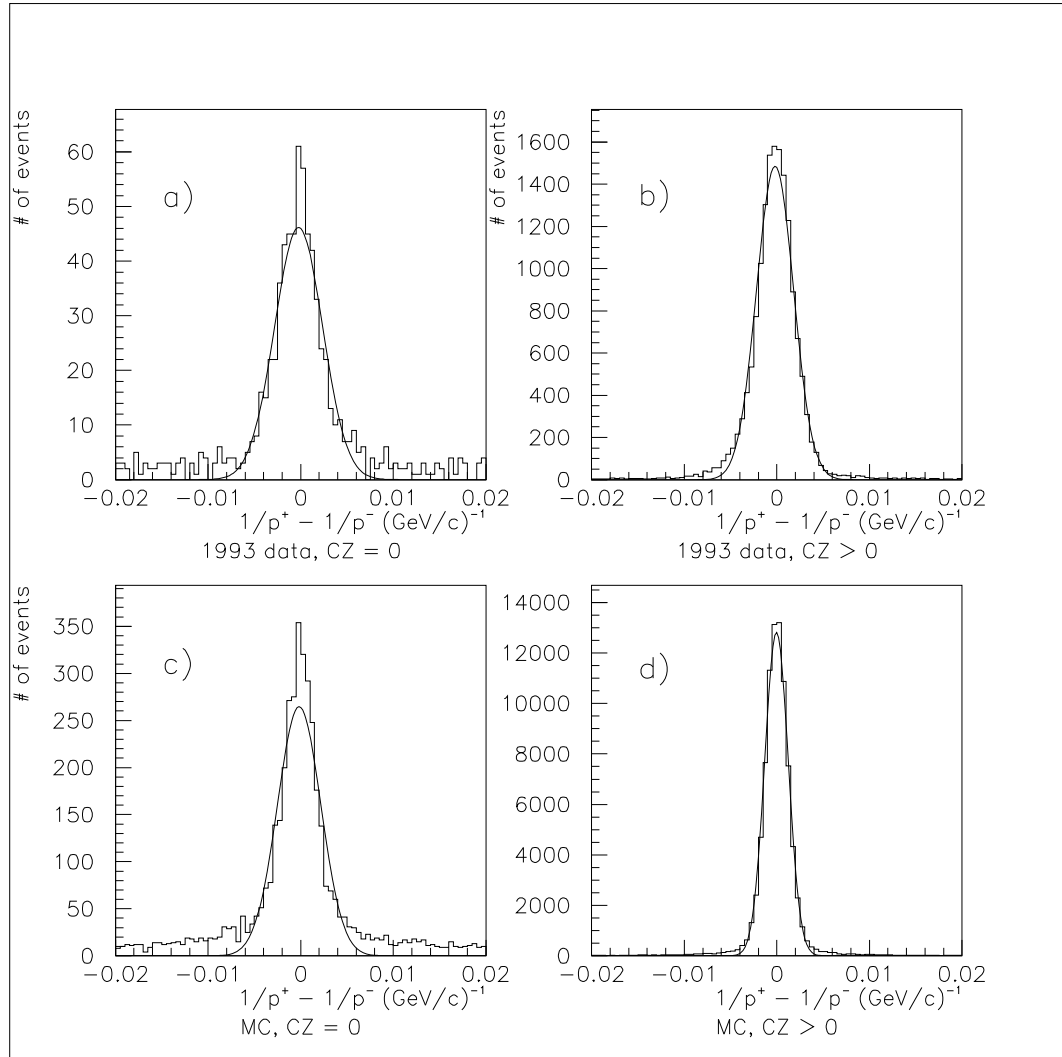 # of events
60
50
40
30
20
10
0
a)
−0.02 −0.01 0 0.01 0.02
1/p⁺ − 1/p⁻ (GeV/c)⁻¹
1993 data, CZ = 0
# of events
1600
1400
1200
1000
800
600
400
200
0
b)
−0.02 −0.01 0 0.01 0.02
1/p⁺ − 1/p⁻ (GeV/c)⁻¹
1993 data, CZ > 0
# of events
350
300
250
200
150
100
50
0
c)
−0.02 −0.01 0 0.01 0.02
1/p⁺ − 1/p⁻ (GeV/c)⁻¹
MC, CZ = 0
14000
12000
10000
8000
6000
4000
2000
0
d)
−0.02 −0.01 0 0.01 0.02
1/p⁺ − 1/p⁻ (GeV/c)⁻¹
MC, CZ > 0